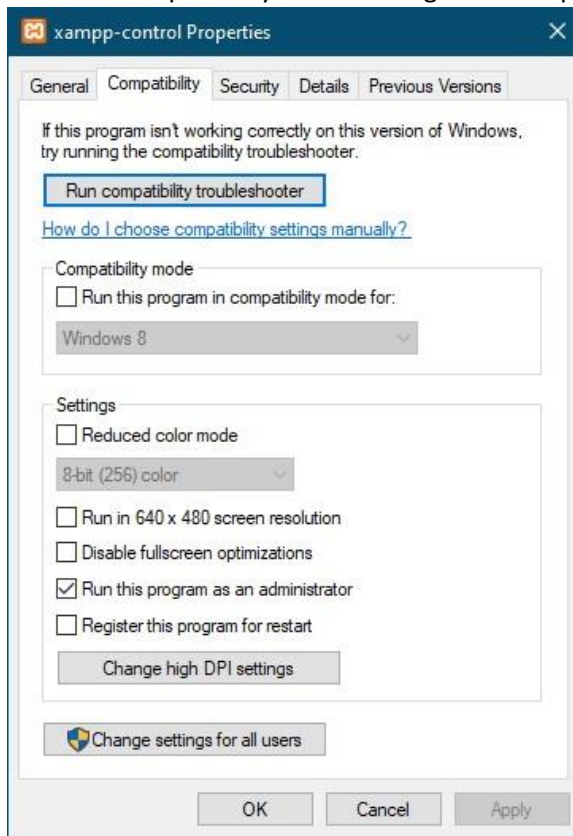 xampp-control Properties
General Compatibility Security Details Previous Versions
If this program isn't working correctly on this version of Windows,
try running the compatibility troubleshooter.
Run compatibility troubleshooter
How do I choose compatibility settings manually?
Compatibility mode
Run this program in compatibility mode for:
Windows 8
Settings
Reduced color mode
8-bit (256) color
Run in 640 x 480 screen resolution
Disable fullscreen optimizations
Run this program as an administrator
Register this program for restart
Change high DPI settings
Change settings for all users
OK Cancel Apply